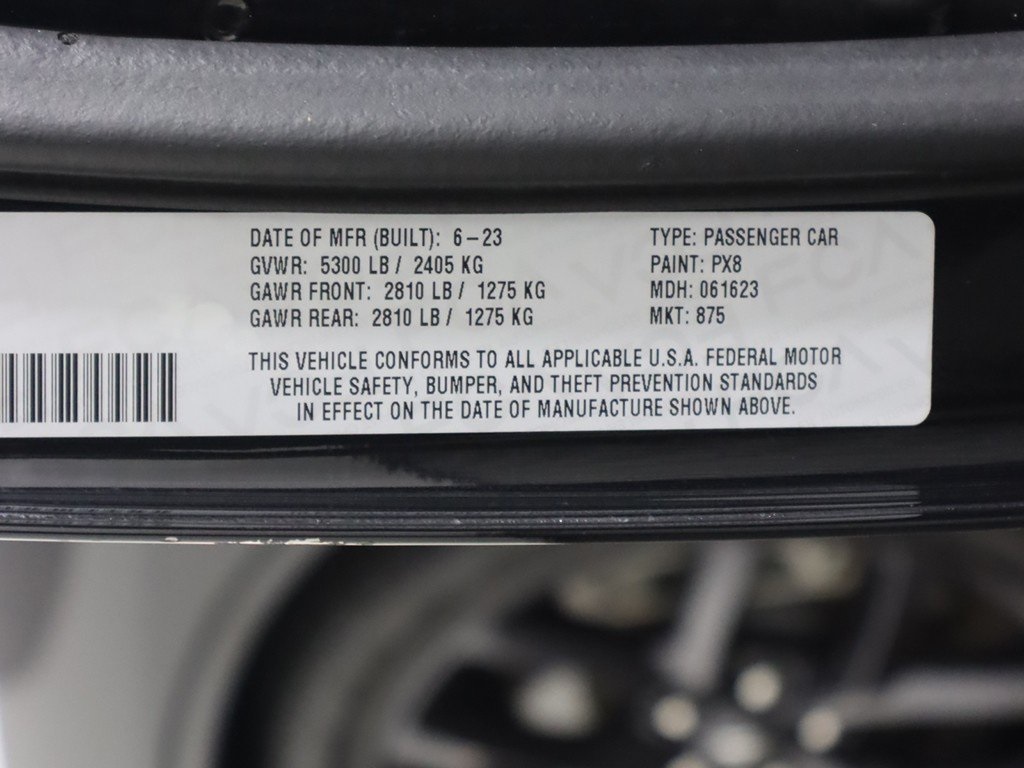 DATE OF MFR (BUILT): 6-23
GVWR: 5300 LB / 2405 KG
GAWR FRONT: 2810 LB / 1275 KG
GAWR REAR: 2810 LB / 1275 KG
TYPE: PASSENGER CAR
PAINT: PX8
MDH: 061623
MKT: 875
THIS VEHICLE CONFORMS TO ALL APPLICABLE U.S.A. FEDERAL MOTOR
VEHICLE SAFETY, BUMPER, AND THEFT PREVENTION STANDARDS
IN EFFECT ON THE DATE OF MANUFACTURE SHOWN ABOVE.